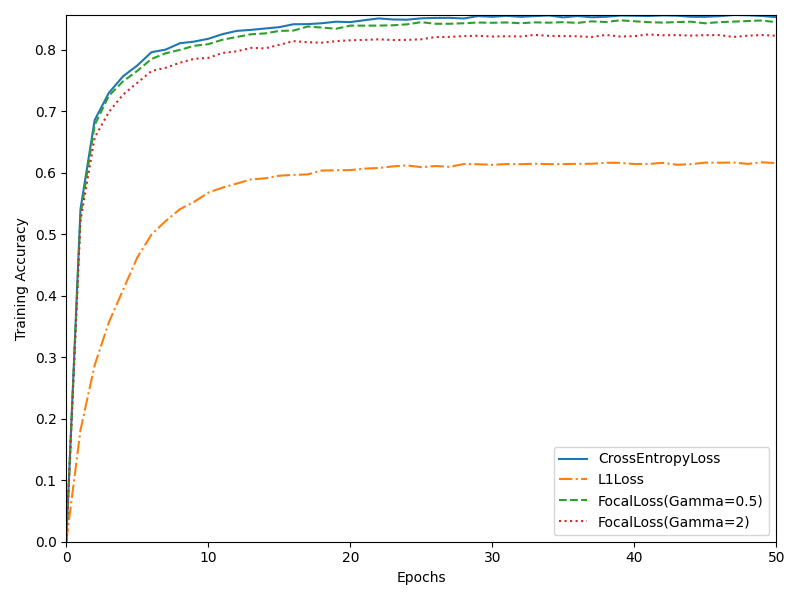 0.8
0.7
0.6
0.5
0.4
0.3
0.2
0.1
0.0
Training Accuracy
0 10 20 30 40 50
Epochs
CrossEntropyLoss
L1Loss
FocalLoss(Gamma=0.5)
FocalLoss(Gamma=2)